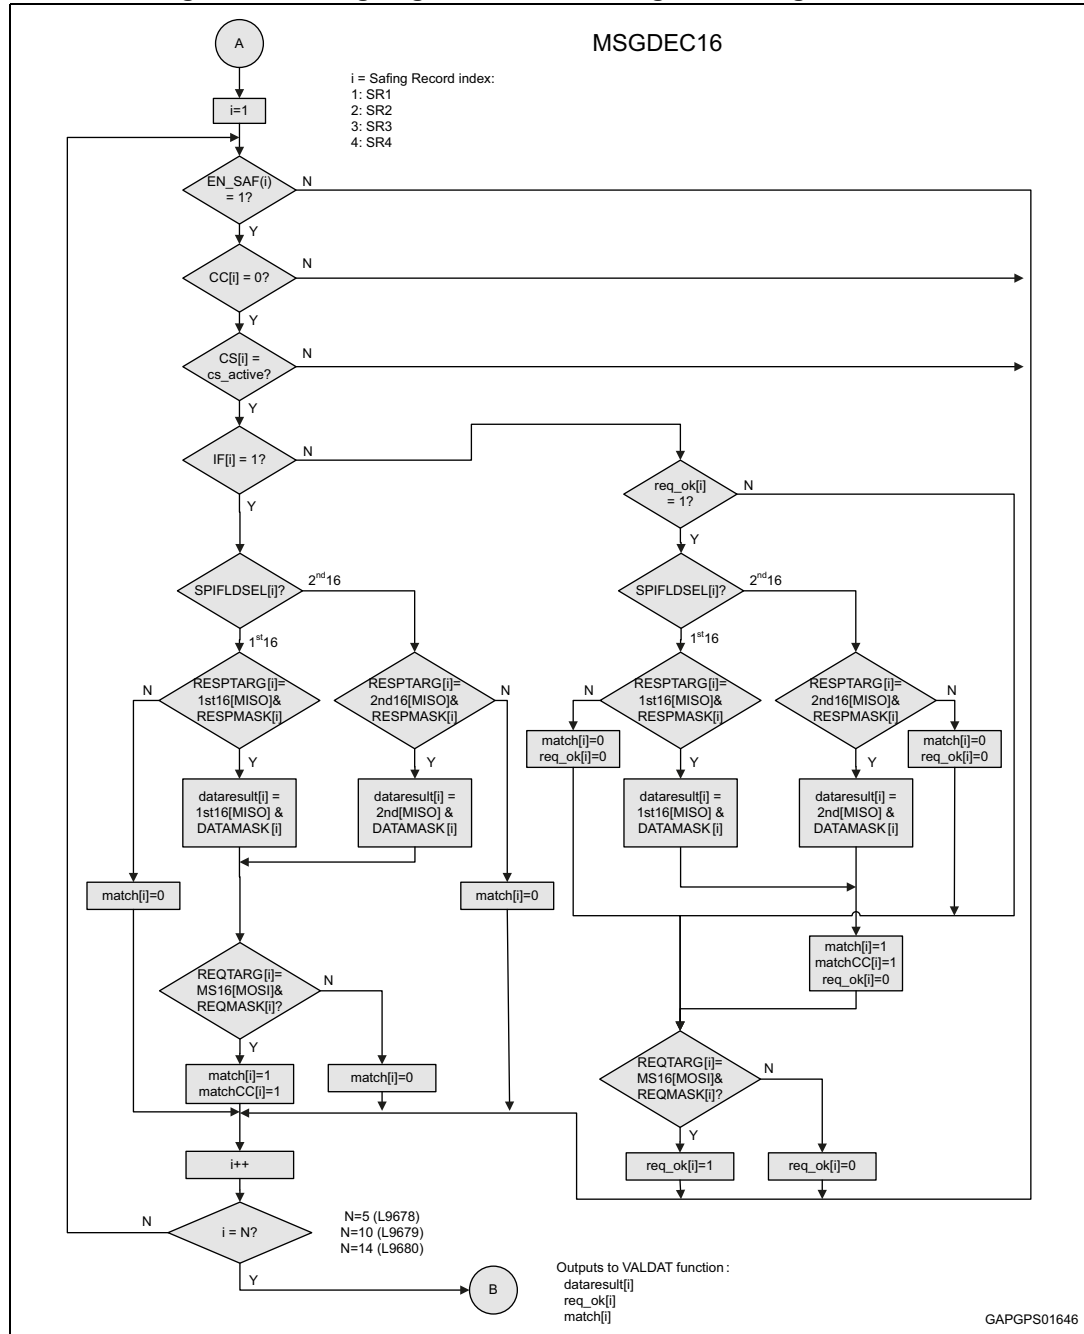 MSGDEC16
A
i = Safing Record index:
1: SR1
2: SR2
3: SR3
4: SR4
i=1
EN_SAF(i)
= 1?
N
Y
CC[i] = 0?
N
Y
CS[i] =
cs_active?
N
Y
IF[i] = 1?
N
Y
req_ok[i]
= 1?
N
Y
SPIFLDSEL[i]?
2nd16
1st16
SPIFLDSEL[i]?
2nd16
1st16
RESPTARG[i]=
1st16[MISO]&
RESPMASK[i]
N
Y
RESPTARG[i]=
2nd16[MISO]&
RESPMASK[i]
N
Y
RESPTARG[i]=
1st16[MISO]&
RESPMASK[i]
N
Y
RESPTARG[i]=
2nd16[MISO]&
RESPMASK[i]
N
Y
match[i]=0
req_ok[i]=0
match[i]=0
req_ok[i]=0
dataresult[i] =
1st16[MISO] &
DATAMASK[i]
dataresult[i] =
2nd[MISO] &
DATAMASK[i]
dataresult[i] =
1st16[MISO] &
DATAMASK[i]
dataresult[i] =
2nd[MISO] &
DATAMASK[i]
match[i]=0
match[i]=0
match[i]=1
matchCC[i]=1
req_ok[i]=0
REQTARG[i]=
MS16[MOSI]&
REQMASK[i]?
N
Y
match[i]=1
matchCC[i]=1
match[i]=0
REQTARG[i]=
MS16[MOSI]&
REQMASK[i]?
N
Y
req_ok[i]=1
req_ok[i]=0
i++
i = N?
N
Y
N=5 (L9678)
N=10 (L9679)
N=14 (L9680)
B
Outputs to VALDAT function :
dataresult[i]
req_ok[i]
match[i]
GAPGPS01646